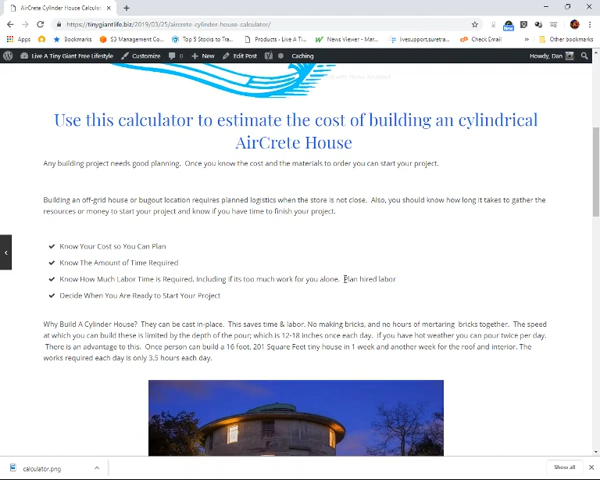 AirCrete Cylinder House Calcula
https://tinygiantlife.biz/2019/03/25/aircrete-cylinder-house-calculator/
Apps
Bookmarks
S3 Management Co...
Top 5 Stocks to Tra...
Products ‹ Live A Ti...
News Viewer - Mar...
livesupport.suretra...
Check Email
Other bookmarks
New
Live A Tiny Giant Free Lifestyle
Customize
0
New
Edit Post
Caching
Howdy, Dan
Use this calculator to estimate the cost of building an cylindrical
AirCrete House
Any building project needs good planning. Once you know the cost and the materials to order you can start your project.
Building an off-grid house or bugout location requires planned logistics when the store is not close. Also, you should know how long it takes to gather the
resources or money to start your project and know if you have time to finish your project.
Know Your Cost so You Can Plan
Know The Amount of Time Required
Know How Much Labor Time is Required, Including if its too much work for you alone. Plan hired labor
Decide When You Are Ready to Start Your Project
Why Build A Cylinder House? They can be cast in-place. This saves time & labor. No making bricks, and no hours of mortaring bricks together. The speed
at which you can build these is limited by the depth of the pour; which is 12-18 inches once each day. If you have hot weather you can pour twice per day.
There is an advantage to this. Once person can build a 16 foot, 201 Square Feet tiny house in 1 week and another week for the roof and interior. The
works required each day is only 3.5 hours each day.
calculator.png
Show all